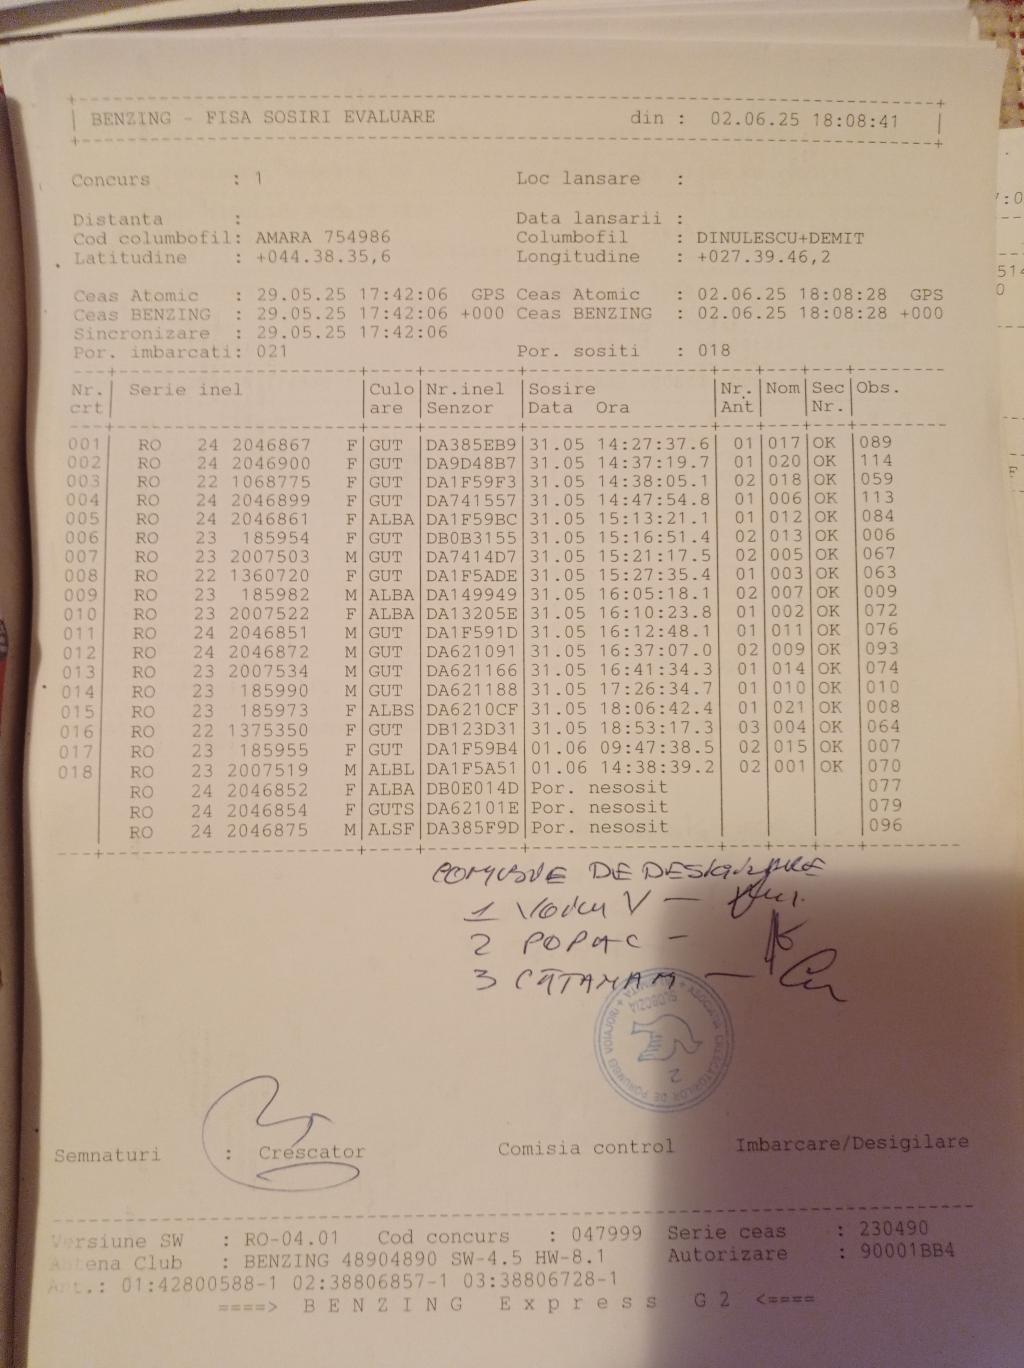 BENZING - FISA SOSIRI EVALUARE din : 02.06.25 18:08:41
Concurs : 1 Loc lansare :
Distanta : Data lansarii :
Cod columbofil: AMARA 754986 Columbofil : DINULESCU+DEMIT
Latitudine : +044.38.35,6 Longitudine : +027.39.46,2
Ceas Atomic : 29.05.25 17:42:06 GPS Ceas Atomic : 02.06.25 18:08:28 GPS
Ceas BENZING : 29.05.25 17:42:06 +000 Ceas BENZING : 02.06.25 18:08:28 +000
Sincronizare : 29.05.25 17:42:06
Por. imbarcati: 021 Por. sositi : 018
Nr. Serie inel Culo Nr.inel Sosire Nr. Nom Sec Obs.
crt are Senzor Data Ora Ant Nr.
001 RO 24 2046867 F GUT DA385EB9 31.05 14:27:37.6 01 017 OK 089
002 RO 24 2046900 F GUT DA9D48B7 31.05 14:37:19.7 01 020 OK 114
003 RO 22 1068775 F GUT DA1F59F3 31.05 14:38:05.1 02 018 OK 059
004 RO 24 2046899 F GUT DA741557 31.05 14:47:54.8 01 006 OK 113
005 RO 24 2046861 F ALBA DA1F59BC 31.05 15:13:21.1 01 012 OK 084
006 RO 23 185954 F GUT DB0B3155 31.05 15:16:51.4 02 013 OK 006
007 RO 23 2007503 M GUT DA7414D7 31.05 15:21:17.5 02 005 OK 067
008 RO 22 1360720 F GUT DA1F5ADE 31.05 15:27:35.4 01 003 OK 063
009 RO 23 185982 M ALBA DA149949 31.05 16:05:18.1 02 007 OK 009
010 RO 23 2007522 F ALBA DA13205E 31.05 16:10:23.8 01 002 OK 072
011 RO 24 2046851 M GUT DA1F591D 31.05 16:12:48.1 01 011 OK 076
012 RO 24 2046872 M GUT DA621091 31.05 16:37:07.0 02 009 OK 093
013 RO 23 2007534 M GUT DA621166 31.05 16:41:34.3 01 014 OK 074
014 RO 23 185990 M GUT DA621188 31.05 17:26:34.7 01 010 OK 010
015 RO 23 185973 F ALBS DA6210CF 31.05 18:06:42.4 01 021 OK 008
016 RO 22 1375350 F GUT DB123D31 31.05 18:53:17.3 03 004 OK 064
017 RO 23 185955 F GUT DA1F59B4 01.06 09:47:38.5 02 015 OK 007
018 RO 23 2007519 M ALBL DA1F5A51 01.06 14:38:39.2 02 001 OK 070
RO 24 2046852 F ALBA DB0E014D Por. nesosit 077
RO 24 2046854 F GUTS DA62101E Por. nesosit 079
RO 24 2046875 M ALSF DA385F9D Por. nesosit 096
DE
1 V
2 POPAC
3 CĂTANAM
ASOCIATIA CRESCATORILOR DE PORUMBEI VOIAJORI
SLOBOZIA
2
Semnaturi : Crescator Comisia control Imbarcare/Desigilare
Versiune SW : RO-04.01 Cod concurs : 047999 Serie ceas : 230490
Antena Club : BENZING 48904890 SW-4.5 HW-8.1 Autorizare : 90001BB4
Ant.: 01:42800588-1 02:38806857-1 03:38806728-1
====> BENZING Express G2 <====